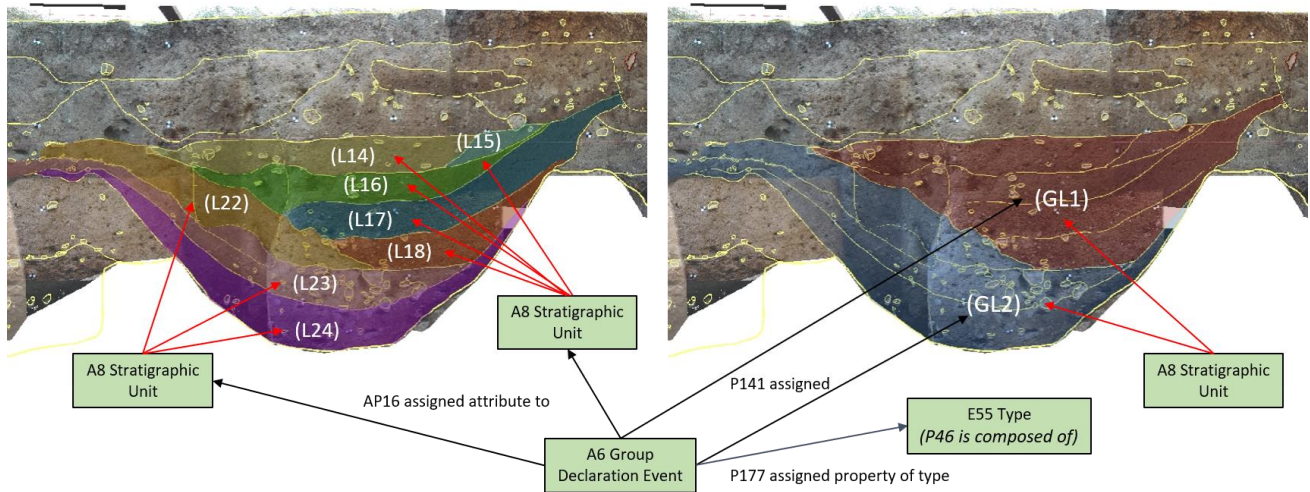 (L15)
(L14)
(L16)
(L22)
(L17)
(L18)
(L23)
(L24)
A8 Stratigraphic
Unit
A8 Stratigraphic
Unit
AP16 assigned attribute to
(GL1)
(GL2)
A8 Stratigraphic
Unit
P141 assigned
E55 Type
(P46 is composed of)
A6 Group
Declaration Event
P177 assigned property of type